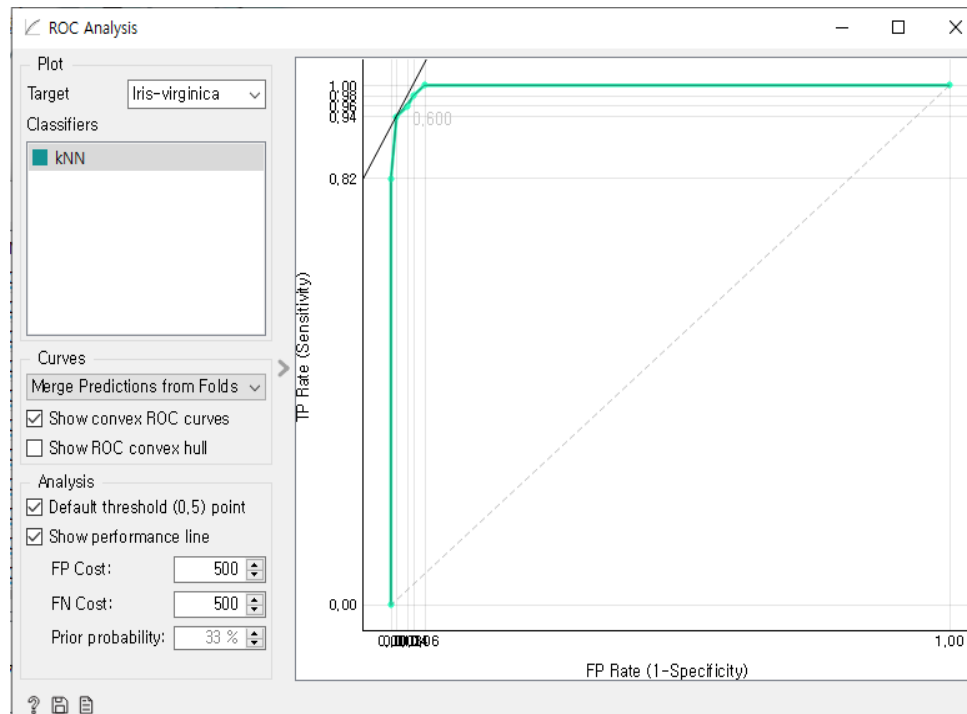 ROC Analysis
Plot
Target
Iris-virginica
Classifiers
kNN
Curves
Merge Predictions from Folds
Show convex ROC curves
Show ROC convex hull
Analysis
Default threshold (0,5) point
Show performance line
FP Cost:
500
FN Cost:
500
Prior probability:
33 %
1,00
0,98
0,96
0,94
0,82
0,00
TP Rate (Sensitivity)
0,600
1,00
FP Rate (1-Specificity)